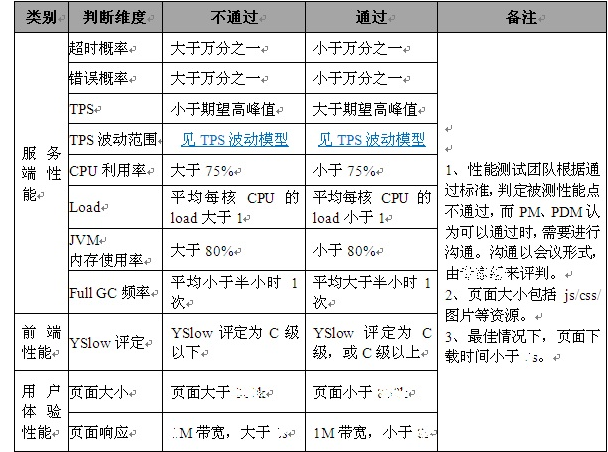 类别 判断维度 不通过 通过 备注
超时概率 大于万分之一 小于万分之一
错误概率 大于万分之一 小于万分之一
TPS 小于期望高峰值 大于期望高峰值
TPS 波动范围 见 TPS 波动模型 见 TPS 波动模型
服务
端性
能
CPU 利用率 大于 75% 小于 75%
Load
平均每核 CPU 的
load 大于 1
平均每核 CPU 的
load 小于 1
JVM
内存使用率
大于 80% 小于 80%
Full GC 频率
平均小于半小时 1
次
平均大于半小时 1
次
前端
性能
YSlow 评定
YSlow 评定为 C 级
以下
YSlow 评定为 C
级，或 C 级以上
用户
体验
性能
页面大小 页面大于 页面小于
页面响应 M 带宽，大于 1M 带宽，小于
1、性能测试团队根据通
过标准，判定被测性能点
不通过，而 PM、PDM 认
为可以通过时，需要进行
沟通。沟通以会议形式，
由 来评判。
2、页面大小包括 js/css/
图片等资源。
3、最佳情况下，页面下
载时间小于 s。